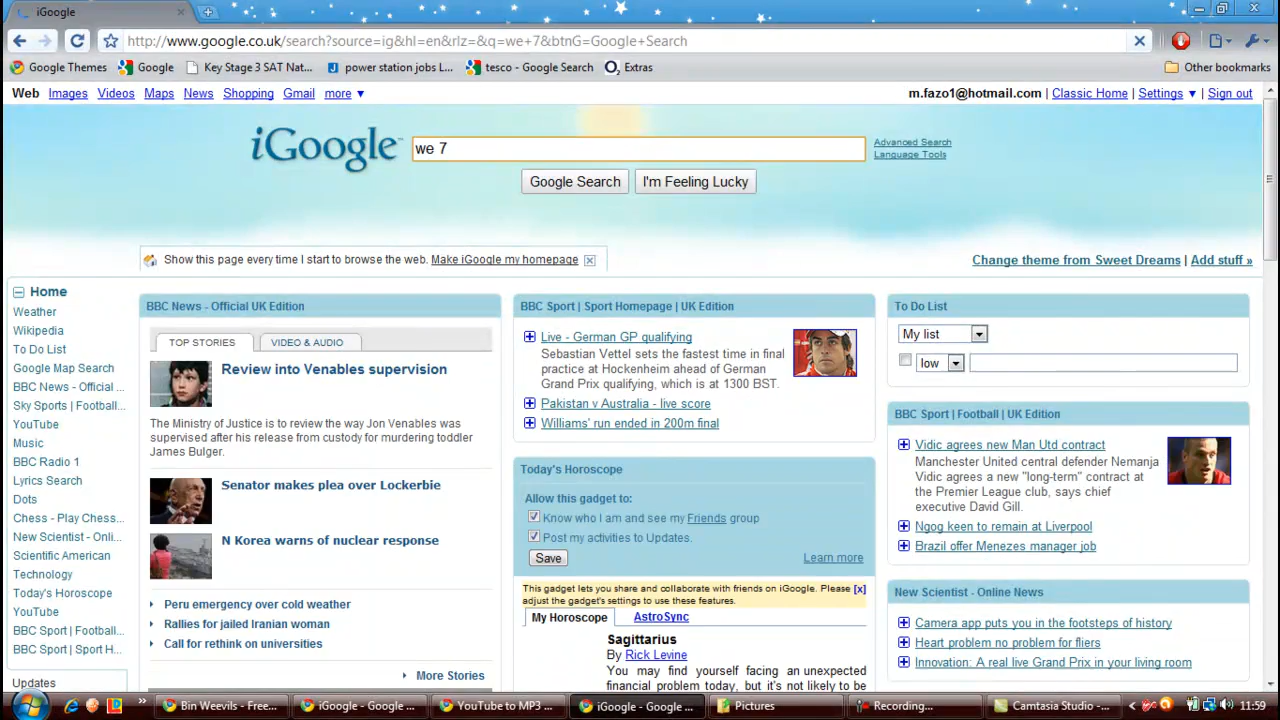 iGoogle
http://www.google.co.uk/search?source=ig&hl=en&rlz=&q=we+7&btnG=Google+Search
Google Themes Google Key Stage 3 SAT Nat... power station jobs L... tesco - Google Search Extras Other bookmarks
Web Images Videos Maps News Shopping Gmail more ▼ m.fazo1@hotmail.com | Classic Home | Settings ▼ | Sign out
iGoogle™ we 7 Advanced Search
Language Tools
Google Search I'm Feeling Lucky
Show this page every time I start to browse the web. Make iGoogle my homepage
Change theme from Sweet Dreams | Add stuff »
Home
Weather
Wikipedia
To Do List
Google Map Search
BBC News - Official ...
Sky Sports | Football...
YouTube
Music
BBC Radio 1
Lyrics Search
Dots
Chess - Play Chess...
New Scientist - Onli...
Scientific American
Technology
Today's Horoscope
YouTube
BBC Sport | Football...
BBC Sport | Sport H...
Updates
BBC News - Official UK Edition
TOP STORIES VIDEO & AUDIO
Review into Venables supervision
The Ministry of Justice is to review the way Jon Venables was
supervised after his release from custody for murdering toddler
James Bulger.
Senator makes plea over Lockerbie
N Korea warns of nuclear response
Peru emergency over cold weather
Rallies for jailed Iranian woman
Call for rethink on universities
More Stories
BBC Sport | Sport Homepage | UK Edition
Live - German GP qualifying
Sebastian Vettel sets the fastest time in final
practice at Hockenheim ahead of German
Grand Prix qualifying, which is at 1300 BST.
Pakistan v Australia - live score
Williams' run ended in 200m final
Today's Horoscope
Allow this gadget to:
Know who I am and see my Friends group
Post my activities to Updates.
Save Learn more
This gadget lets you share and collaborate with friends on iGoogle. Please [x]
adjust the gadget's settings to use these features.
My Horoscope AstroSync
Sagittarius
By Rick Levine
You may find yourself facing an unexpected
financial problem today, but it's not likely to be
To Do List
My list
low
BBC Sport | Football | UK Edition
Vidic agrees new Man Utd contract
Manchester United central defender Nemanja
Vidic agrees a new "long-term" contract at
the Premier League club, says chief
executive David Gill.
Ngog keen to remain at Liverpool
Brazil offer Menezes manager job
New Scientist - Online News
Camera app puts you in the footsteps of history
Heart problem no problem for fliers
Innovation: A real live Grand Prix in your living room
Bin Weevils - Free... iGoogle - Google ... YouTube to MP3 ... iGoogle - Google ... Pictures Recording... Camtasia Studio -... 11:59